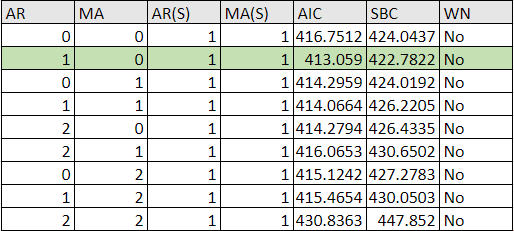 AR MA AR(S) MA(S) AIC SBC WN
0 0 1 1 416.7512 424.0437 No
1 0 1 1 413.059 422.7822 No
0 1 1 1 414.2959 424.0192 No
1 1 1 1 414.0664 426.2205 No
2 0 1 1 414.2794 426.4335 No
2 1 1 1 416.0653 430.6502 No
0 2 1 1 415.1242 427.2783 No
1 2 1 1 415.4654 430.0503 No
2 2 1 1 430.8363 447.852 No